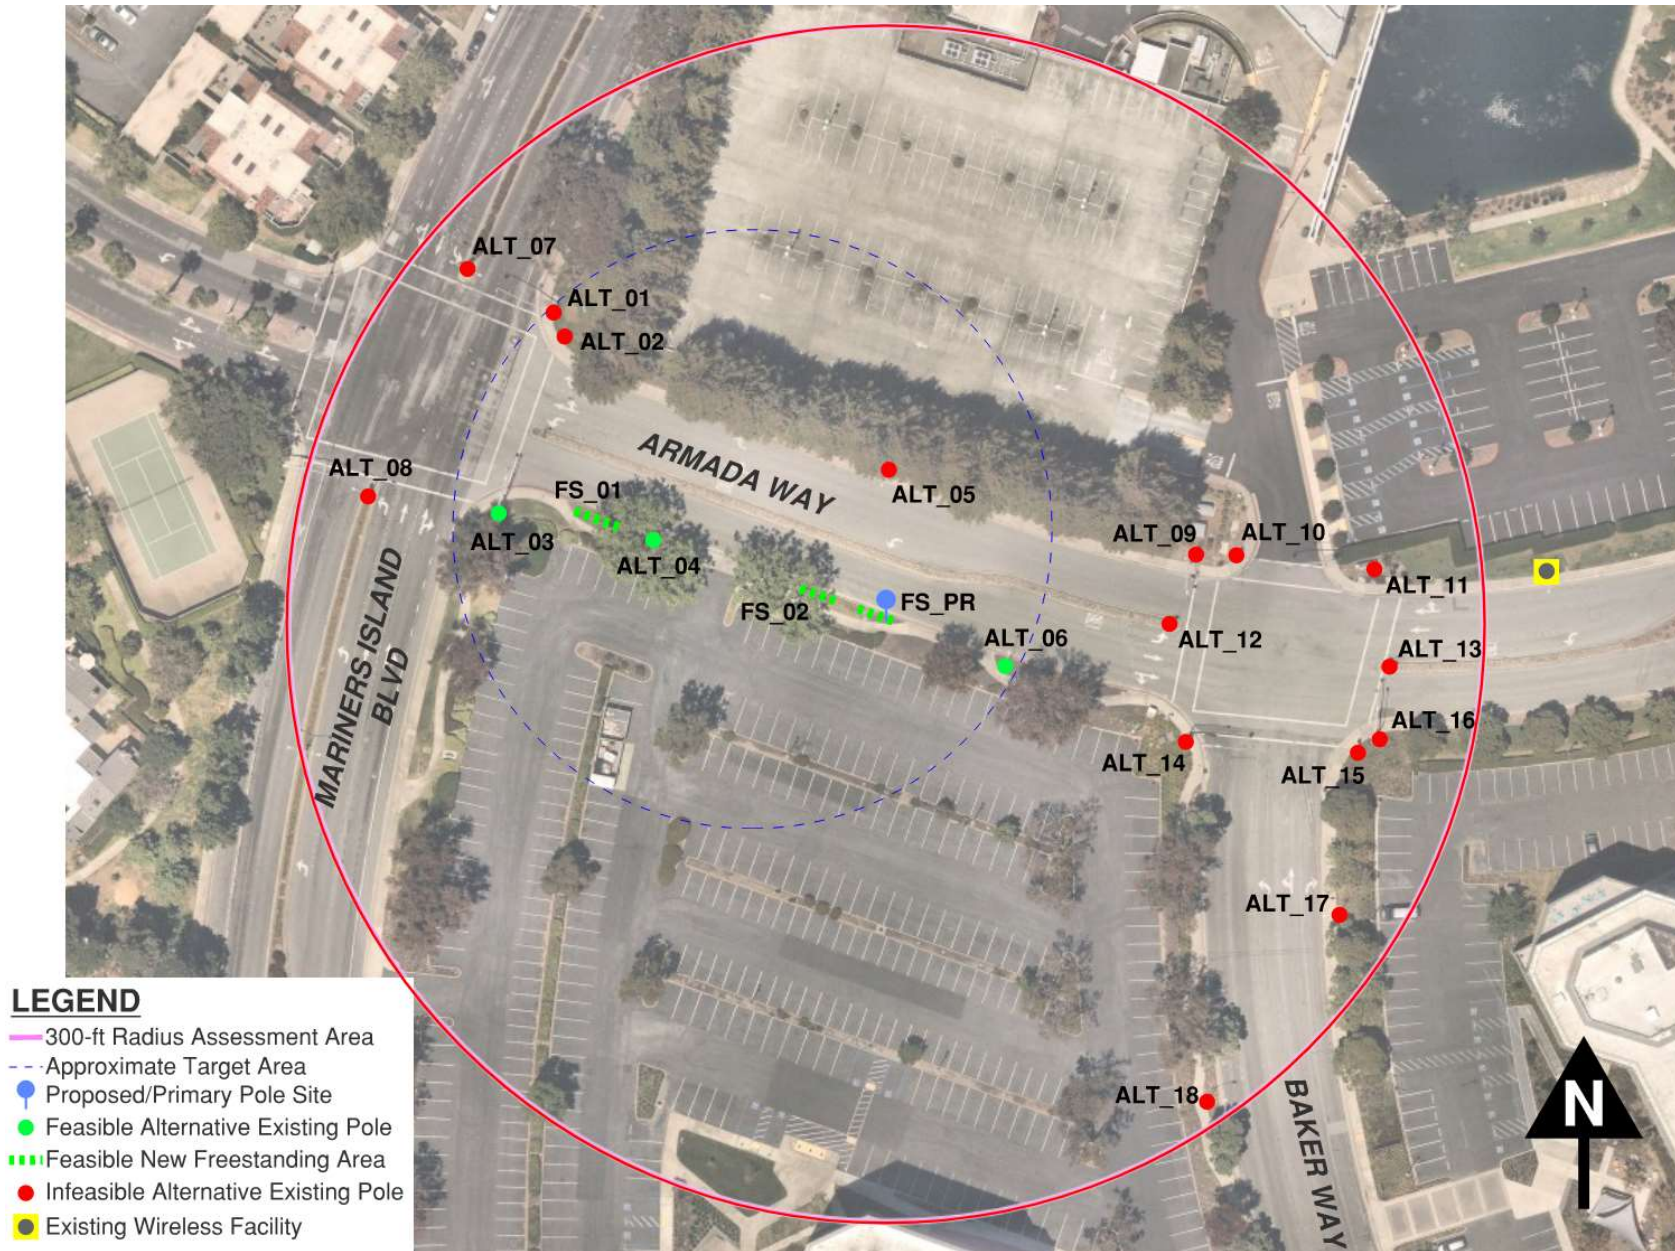 ALT_07
ALT_01
ALT_02
ARMADA WAY
ALT_08
FS_01
ALT_05
ALT_03
ALT_04
ALT_09
ALT_10
ALT_11
FS_02
FS_PR
ALT_06
ALT_12
ALT_13
MARINERS ISLAND
BLVD
ALT_16
ALT_14
ALT_15
ALT_17
ALT_18
BAKER WAY
N
LEGEND
300-ft Radius Assessment Area
Approximate Target Area
Proposed/Primary Pole Site
Feasible Alternative Existing Pole
Feasible New Freestanding Area
Infeasible Alternative Existing Pole
Existing Wireless Facility